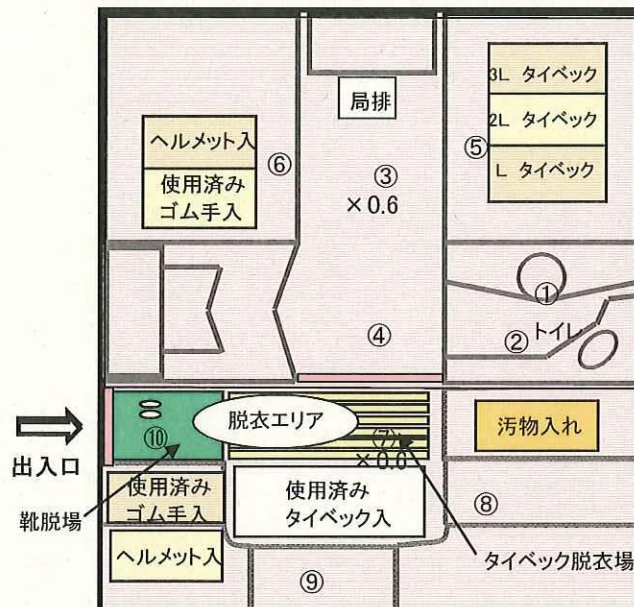 局排
3L タイベック
2L タイベック
L タイベック
⑤
ヘルメット入
使用済み
ゴム手入
⑥
③
×0.6
①
②
トイレ
④
出入口
⑩
脱衣エリア
⑦
×0.6
汚物入れ
靴脱場
使用済み
ゴム手入
ヘルメット入
使用済み
タイベック入
⑧
タイベック脱衣場
⑨